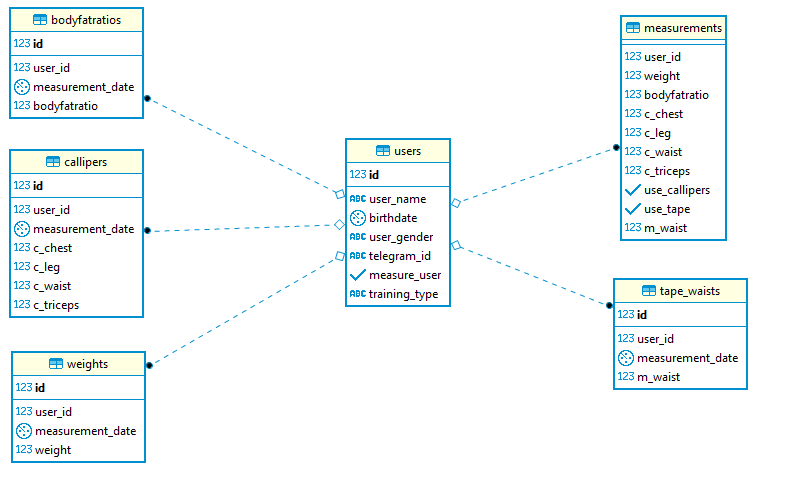 bodyfatratios
123 id
123 user_id
measurement_date
123 bodyfatratio
callipers
123 id
123 user_id
measurement_date
123 c_chest
123 c_leg
123 c_waist
123 c_triceps
weights
123 id
123 user_id
measurement_date
123 weight
users
123 id
ABC user_name
birthdate
ABC user_gender
ABC telegram_id
measure_user
ABC training_type
measurements
123 user_id
123 weight
123 bodyfatratio
123 c_chest
123 c_leg
123 c_waist
123 c_triceps
use_callipers
use_tape
123 m_waist
tape_waists
123 id
123 user_id
measurement_date
123 m_waist